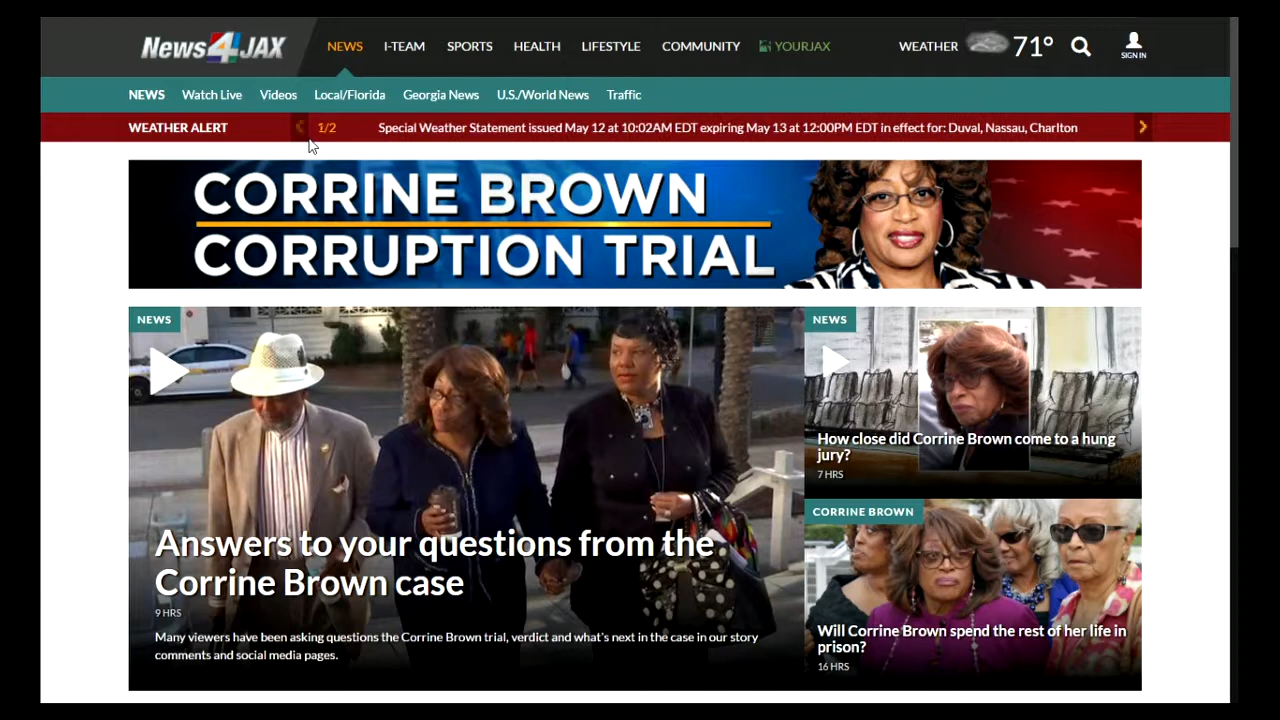 News4JAX
NEWS I-TEAM SPORTS HEALTH LIFESTYLE COMMUNITY YOURJAX WEATHER 71° SIGN IN
NEWS Watch Live Videos Local/Florida Georgia News U.S./World News Traffic
WEATHER ALERT 1/2 Special Weather Statement issued May 12 at 10:02AM EDT expiring May 13 at 12:00PM EDT in effect for: Duval, Nassau, Charlton
CORRINE BROWN
CORRUPTION TRIAL
NEWS
Answers to your questions from the
Corrine Brown case
9 HRS
Many viewers have been asking questions the Corrine Brown trial, verdict and what's next in the case in our story
comments and social media pages.
NEWS
How close did Corrine Brown come to a hung
jury?
7 HRS
CORRINE BROWN
Will Corrine Brown spend the rest of her life in
prison?
16 HRS